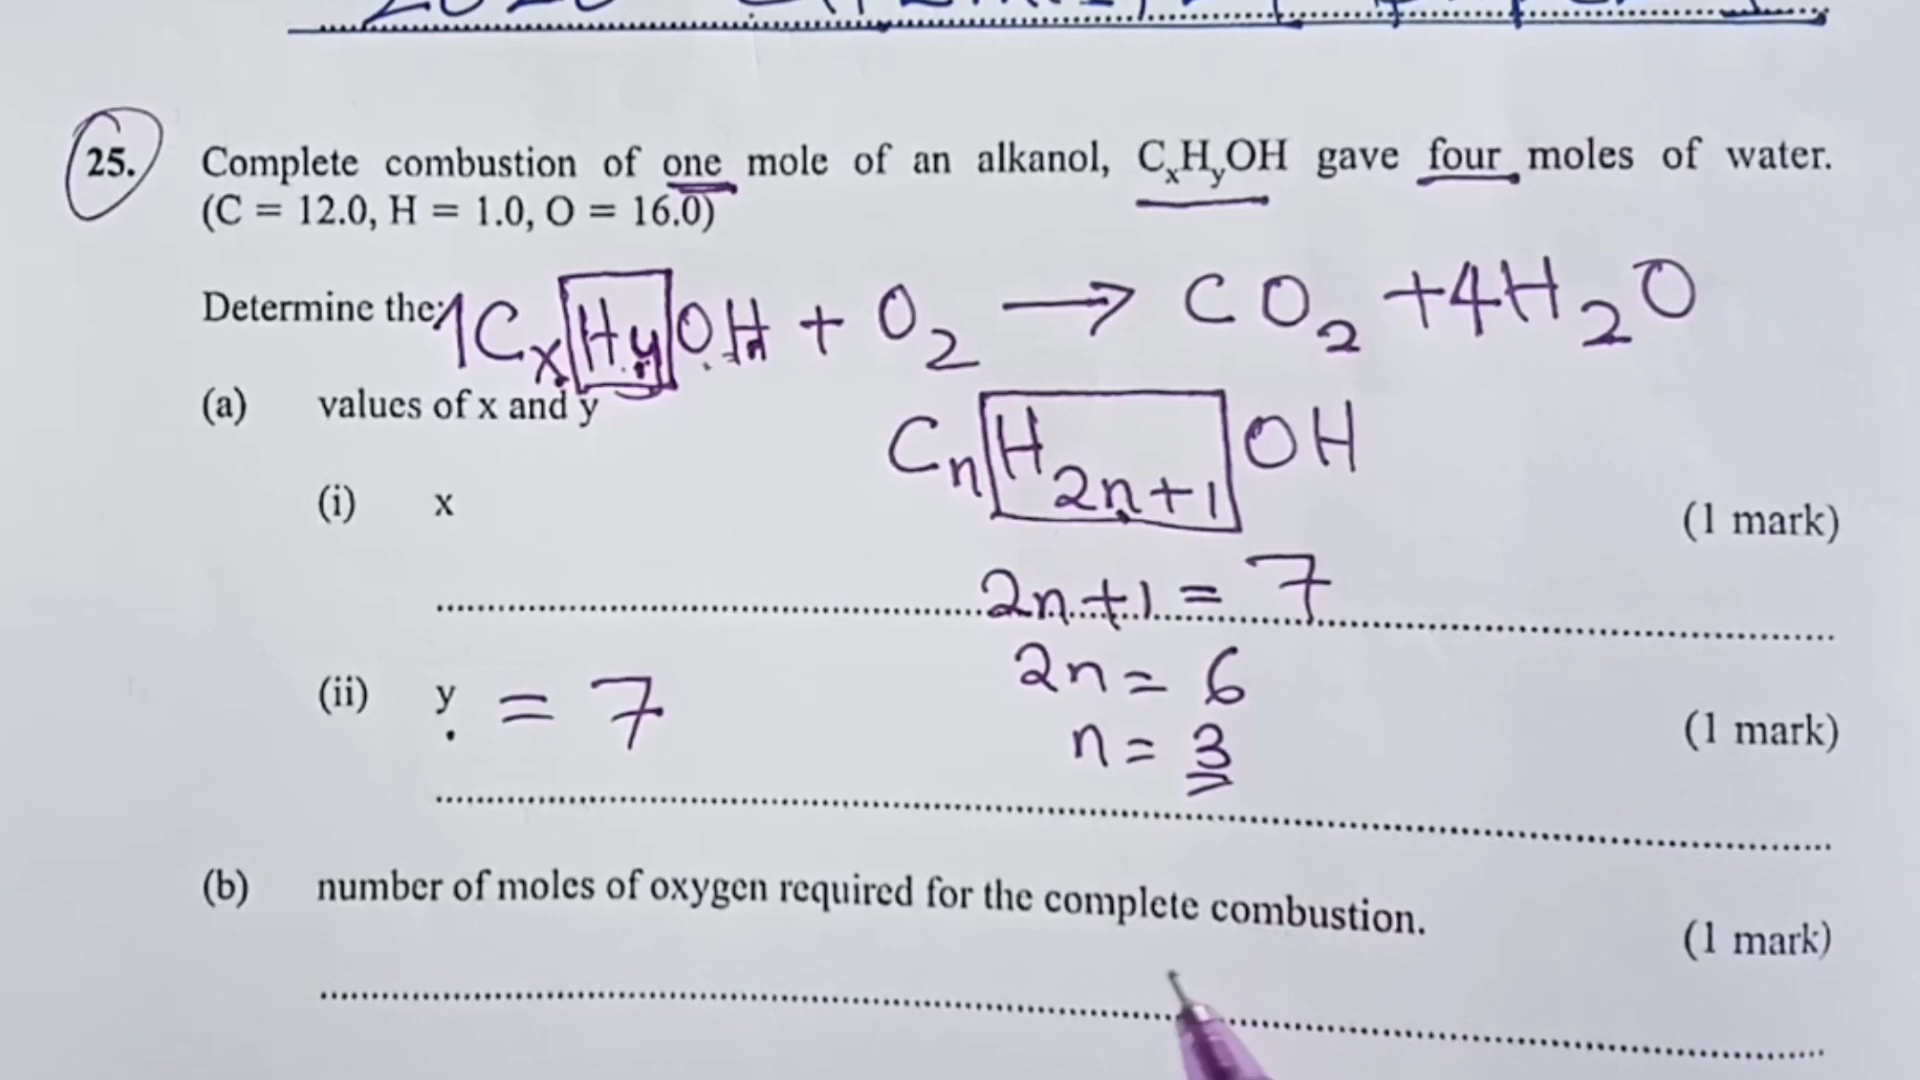 25. Complete combustion of one mole of an alkanol, CₓHᵧOH gave four moles of water.
(C = 12.0, H = 1.0, O = 16.0)
Determine the: 1CₓHᵧOH + O₂ → CO₂ + 4H₂O
(a) values of x and y
CₙH₂ₙ₊₁OH
(i) x (1 mark)
2n+1 = 7
2n = 6
(ii) y = 7 (1 mark)
n = 3
(b) number of moles of oxygen required for the complete combustion. (1 mark)